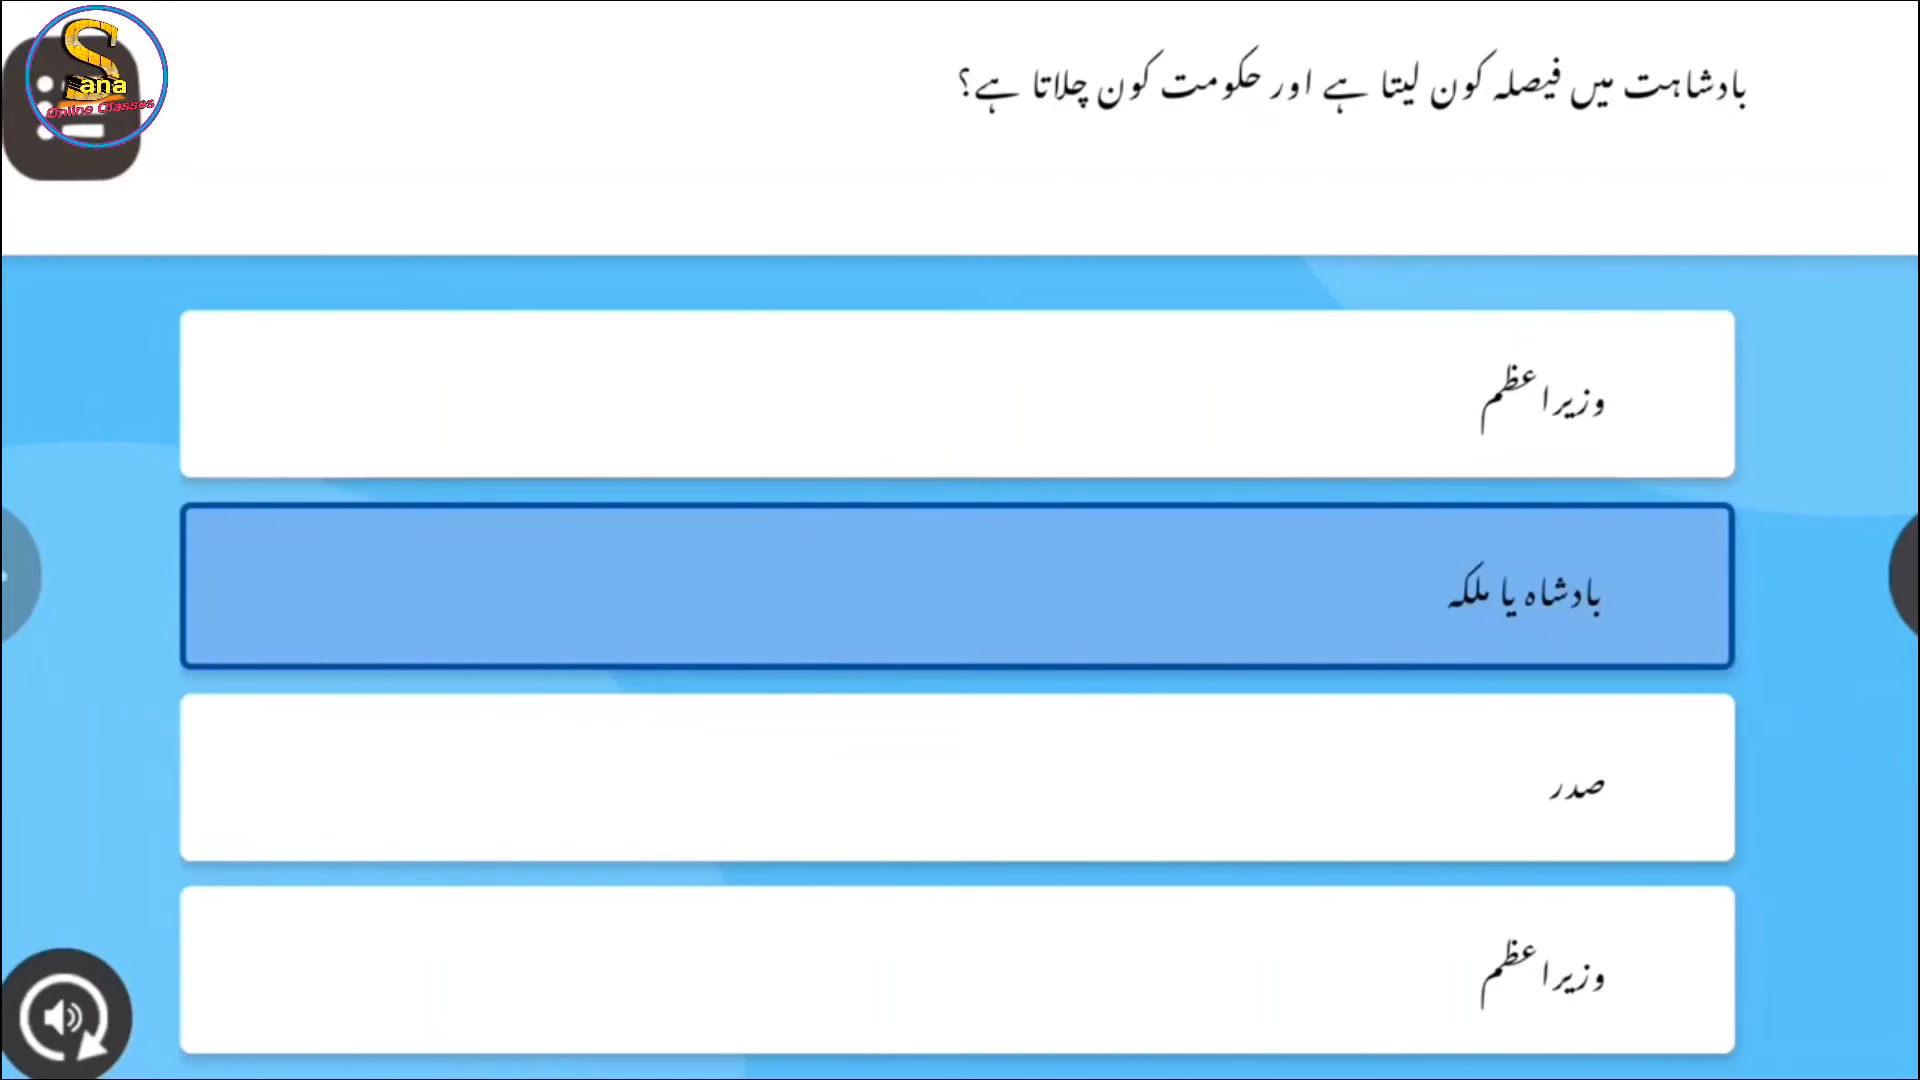 Sana
Online Classes
بادشاہت میں فیصلہ کون لیتا ہے اور حکومت کون چلاتا ہے؟
وزیراعظم
بادشاہ یا ملکہ
صدر
وزیراعظم